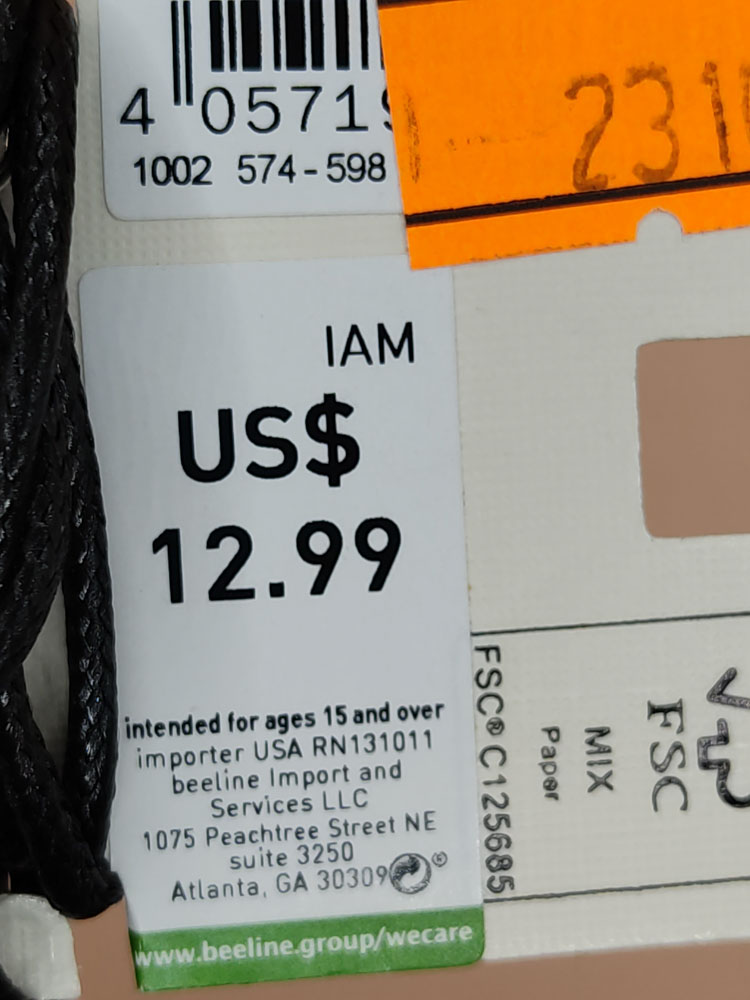 4 05719
1002 574-598
231
IAM
US$
12.99
intended for ages 15 and over
importer USA RN131011
beeline Import and
Services LLC
1075 Peachtree Street NE
suite 3250
Atlanta, GA 30309
www.beeline.group/wecare
FSC® C125685
Paper
MIX
FSC